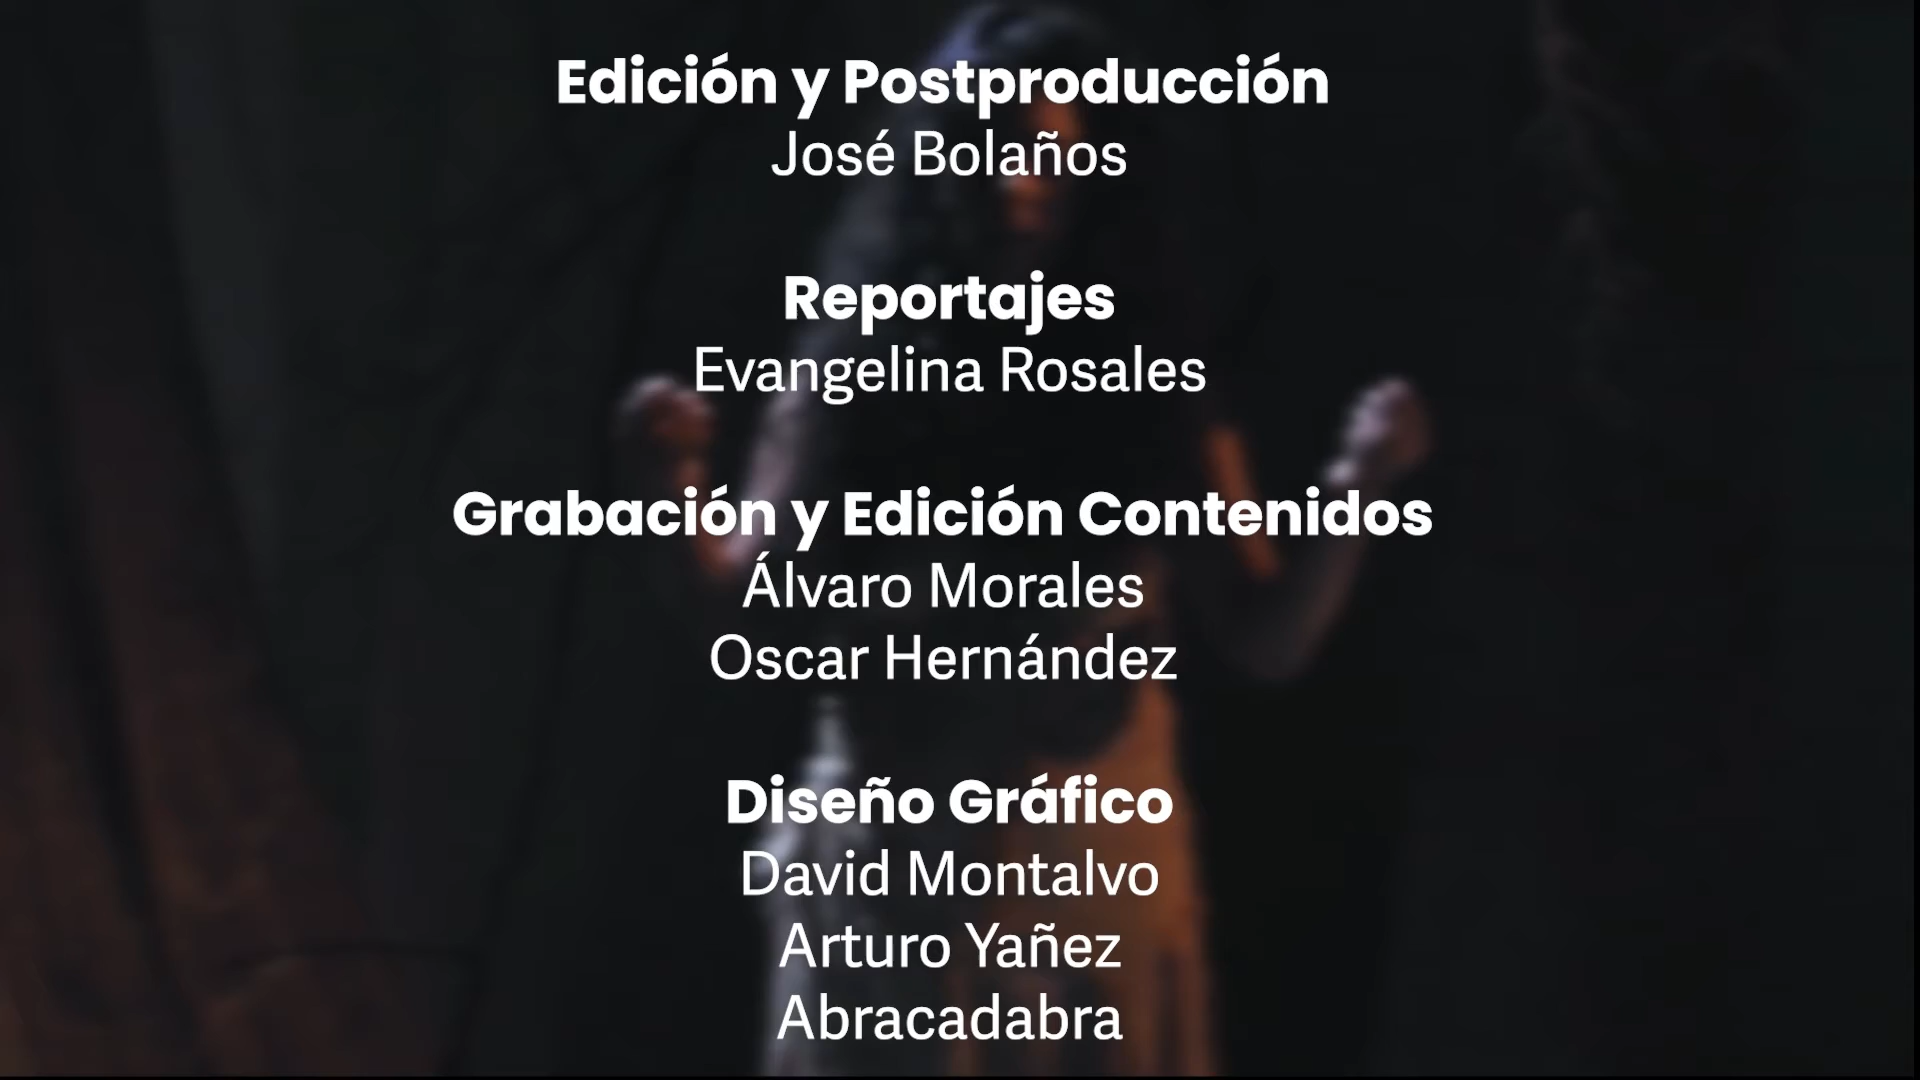 Edición y Postproducción
José Bolaños
Reportajes
Evangelina Rosales
Grabación y Edición Contenidos
Álvaro Morales
Oscar Hernández
Diseño Gráfico
David Montalvo
Arturo Yañez
Abracadabra